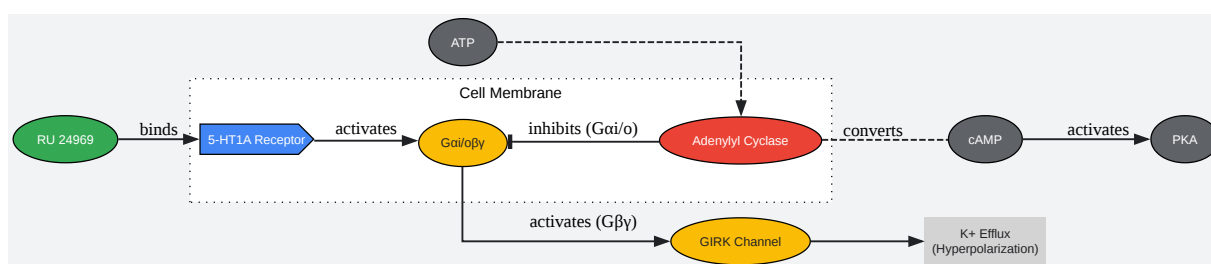 ATP
Cell Membrane
RU 24969
binds
5-HT1A Receptor
activates
Gαi/oβγ
inhibits (Gαi/o)
Adenylyl Cyclase
converts
cAMP
activates
PKA
activates (Gβγ)
GIRK Channel
K+ Efflux
(Hyperpolarization)